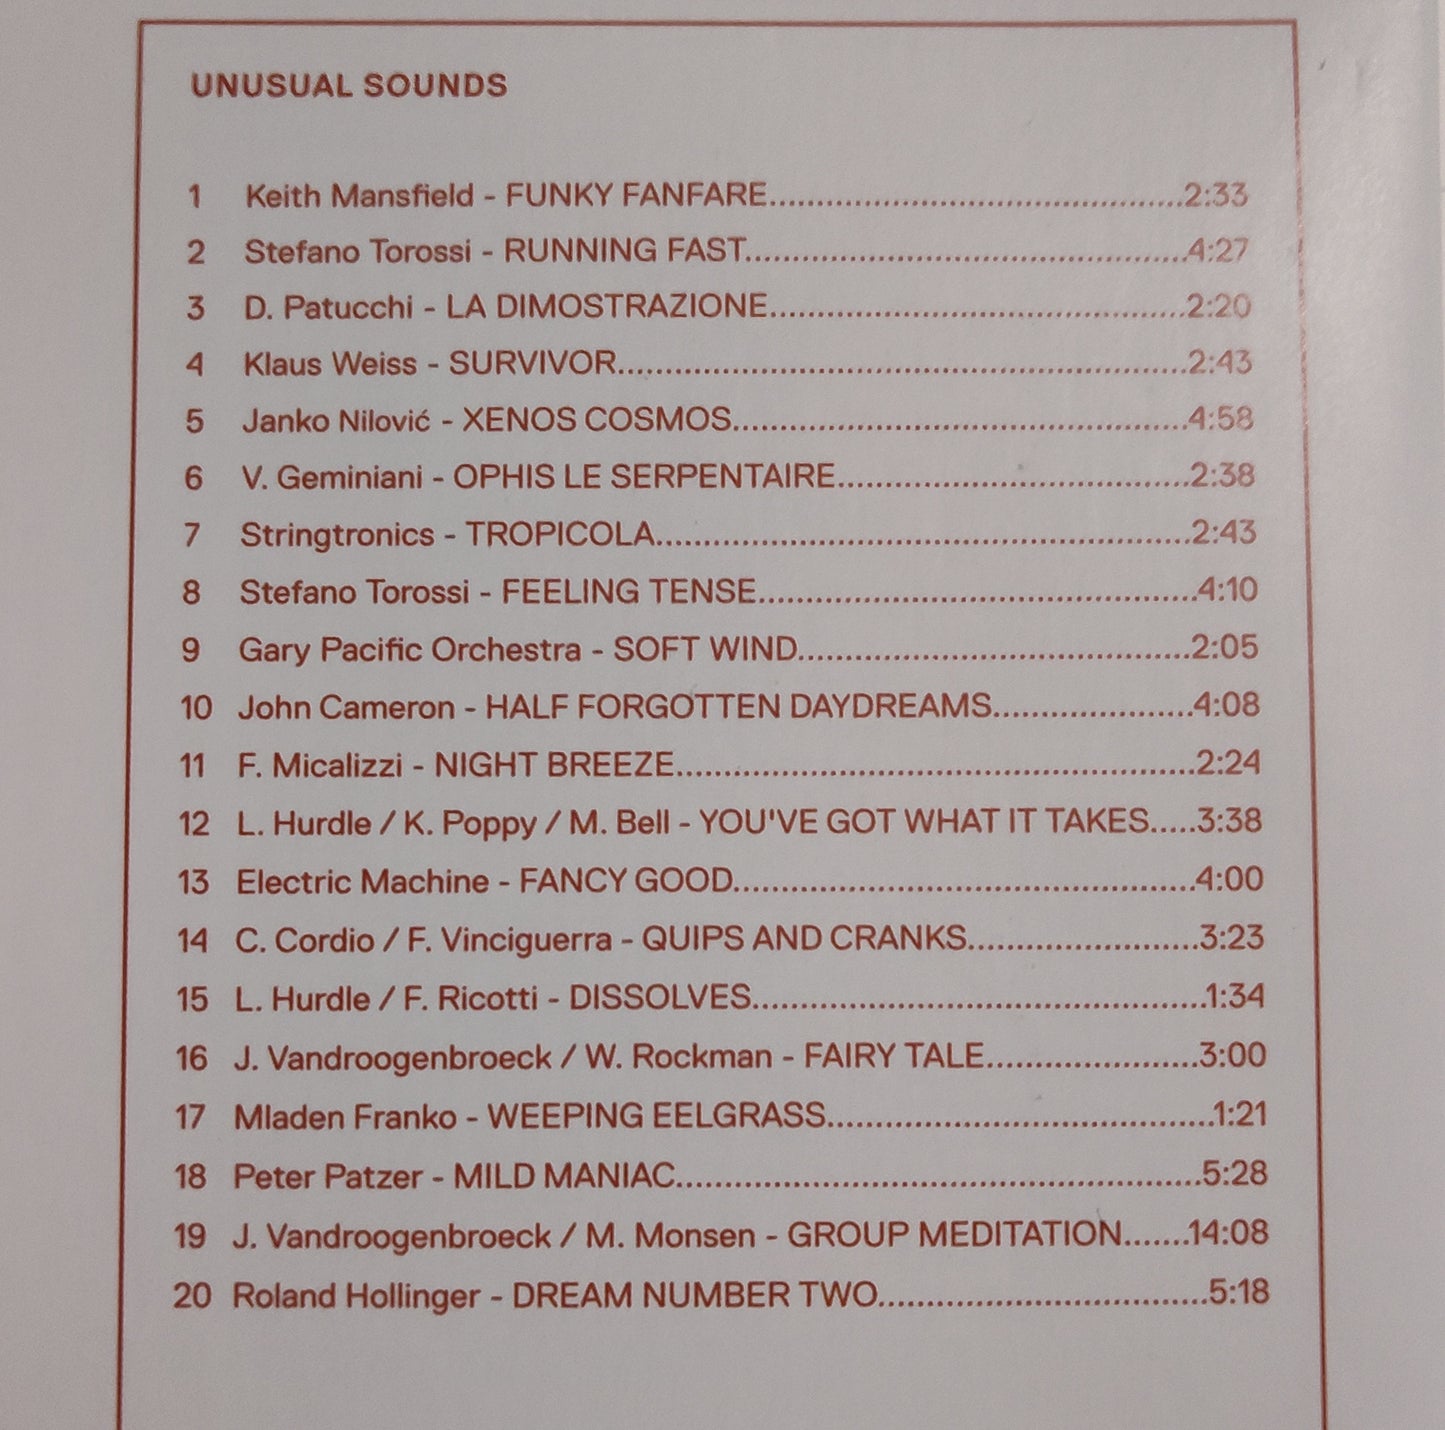 UNUSUAL SOUNDS
1 Keith Mansfield - FUNKY FANFARE...........................................2:33
2 Stefano Torossi - RUNNING FAST..............................................4:27
3 D. Patucchi - LA DIMOSTRAZIONE...........................................2:20
4 Klaus Weiss - SURVIVOR...........................................................2:43
5 Janko Nilović - XENOS COSMOS...............................................4:58
6 V. Geminiani - OPHIS LE SERPENTAIRE.....................................2:38
7 Stringtronics - TROPICOLA........................................................2:43
8 Stefano Torossi - FEELING TENSE..............................................4:10
9 Gary Pacific Orchestra - SOFT WIND.........................................2:05
10 John Cameron - HALF FORGOTTEN DAYDREAMS.....................4:08
11 F. Micalizzi - NIGHT BREEZE......................................................2:24
12 L. Hurdle / K. Poppy / M. Bell - YOU'VE GOT WHAT IT TAKES.....3:38
13 Electric Machine - FANCY GOOD................................................4:00
14 C. Cordio / F. Vinciguerra - QUIPS AND CRANKS........................3:23
15 L. Hurdle / F. Ricotti - DISSOLVES...............................................1:34
16 J. Vandroogenbroeck / W. Rockman - FAIRY TALE......................3:00
17 Mladen Franko - WEEPING EELGRASS........................................1:21
18 Peter Patzer - MILD MANIAC.......................................................5:28
19 J. Vandroogenbroeck / M. Monsen - GROUP MEDITATION.......14:08
20 Roland Hollinger - DREAM NUMBER TWO..................................5:18